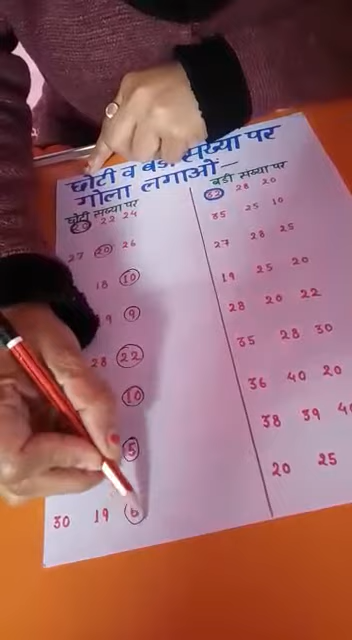 छोटी व बड़ी संख्या पर
गोला लगाओं —
छोटी संख्या पर
20 22 24
27 20 26
18 10
9
28 22
10
5
30 19
बड़ी संख्या पर
28 20
35 25 10
27 28 25
19 25 20
28 20 22
35 28 30
36 40 20
38 39
20 25